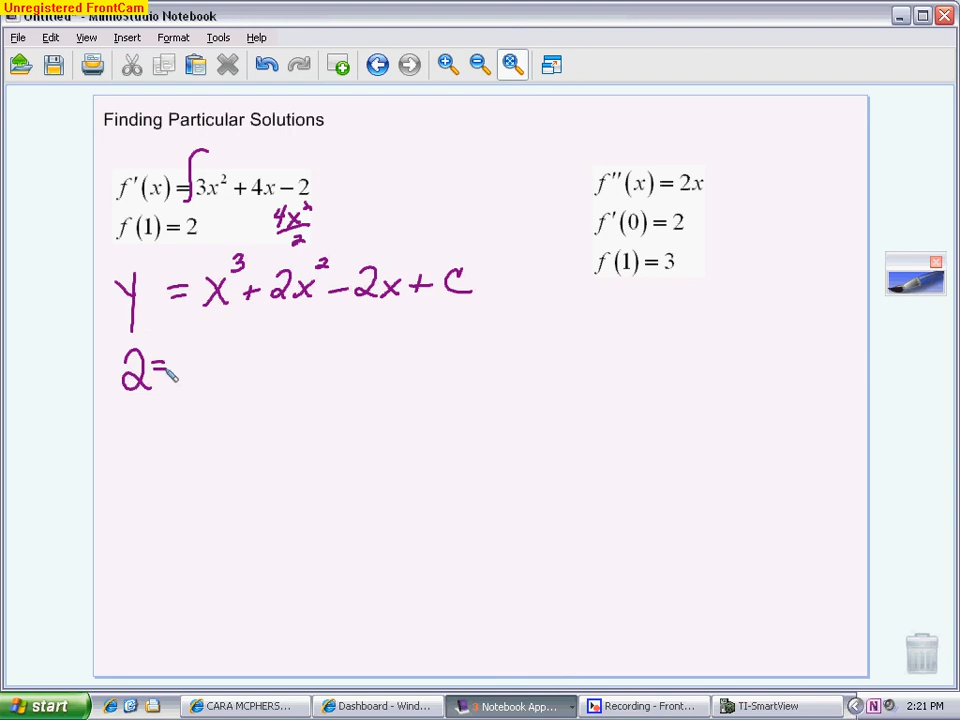 Unregistered FrontCam
Untitled* - MimioStudio Notebook
File Edit View Insert Format Tools Help
Finding Particular Solutions
f′(x) = ∫3x² + 4x − 2
f(1) = 2
4x²/2
y = x³ + 2x² − 2x + C
2 =
f″(x) = 2x
f′(0) = 2
f(1) = 3
start
CARA MCPHERS...
Dashboard - Wind...
3 Notebook App...
Recording - Front...
TI-SmartView
N
2:21 PM